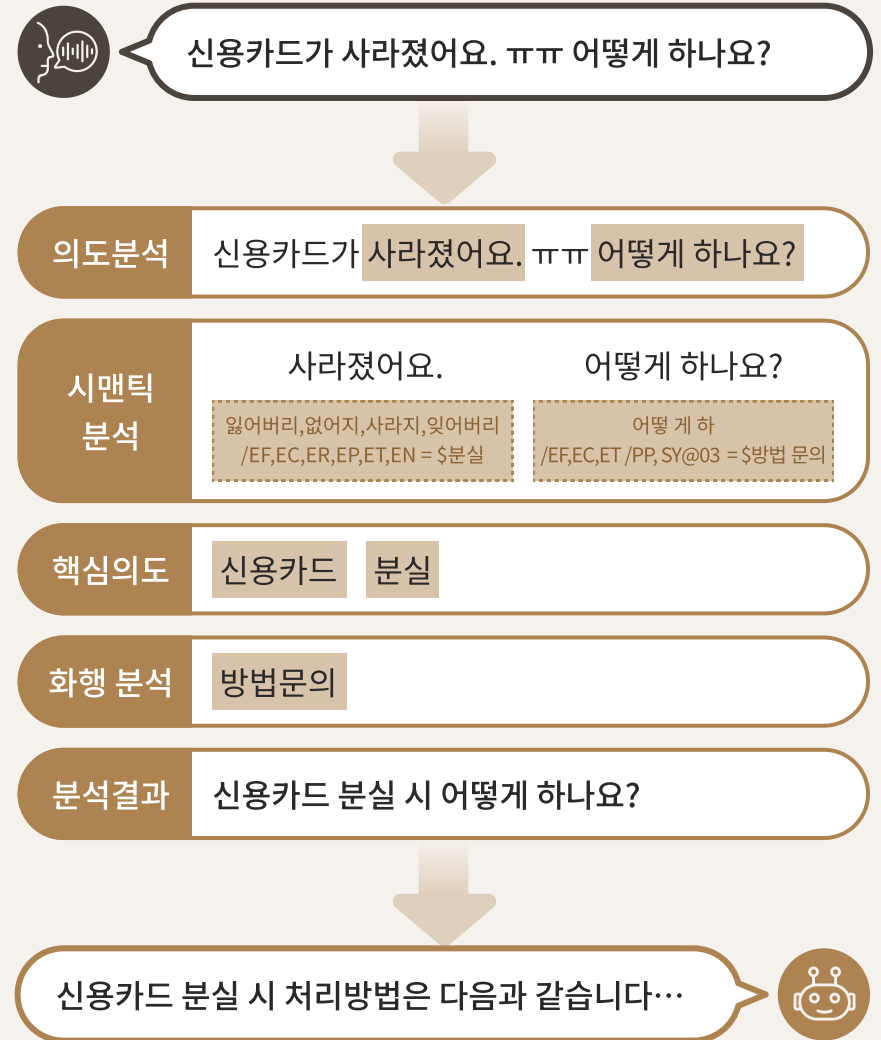 신용카드가 사라졌어요. ㅠㅠ 어떻게 하나요?
의도분석
신용카드가 사라졌어요. ㅠㅠ 어떻게 하나요?
시맨틱
분석
사라졌어요.
잃어버리,없어지,사라지,잊어버리
/EF,EC,ER,EP,ET,EN = $분실
어떻게 하나요?
어떻 게 하
/EF,EC,ET /PP, SY@03 = $방법 문의
핵심의도
신용카드 분실
화행 분석
방법문의
분석결과
신용카드 분실 시 어떻게 하나요?
신용카드 분실 시 처리방법은 다음과 같습니다…